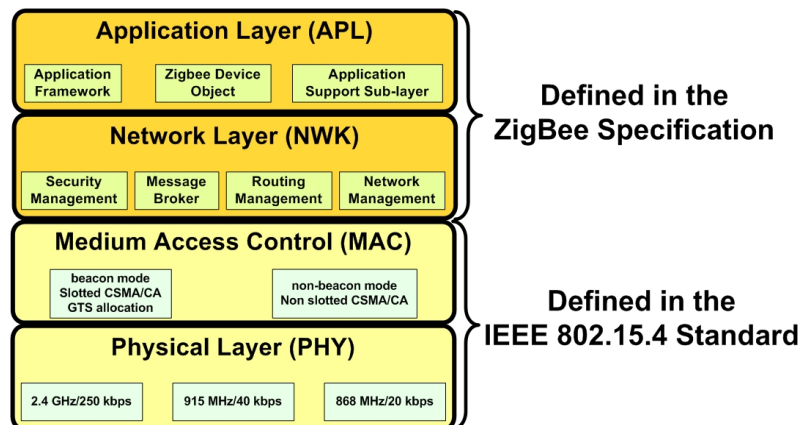 Application Layer (APL)
Application
Framework
Zigbee Device
Object
Application
Support Sub-layer
Defined in the
ZigBee Specification
Network Layer (NWK)
Security
Management
Message
Broker
Routing
Management
Network
Management
Medium Access Control (MAC)
beacon mode
Slotted CSMA/CA
GTS allocation
non-beacon mode
Non slotted CSMA/CA
Defined in the
IEEE 802.15.4 Standard
Physical Layer (PHY)
2.4 GHz/250 kbps
915 MHz/40 kbps
868 MHz/20 kbps